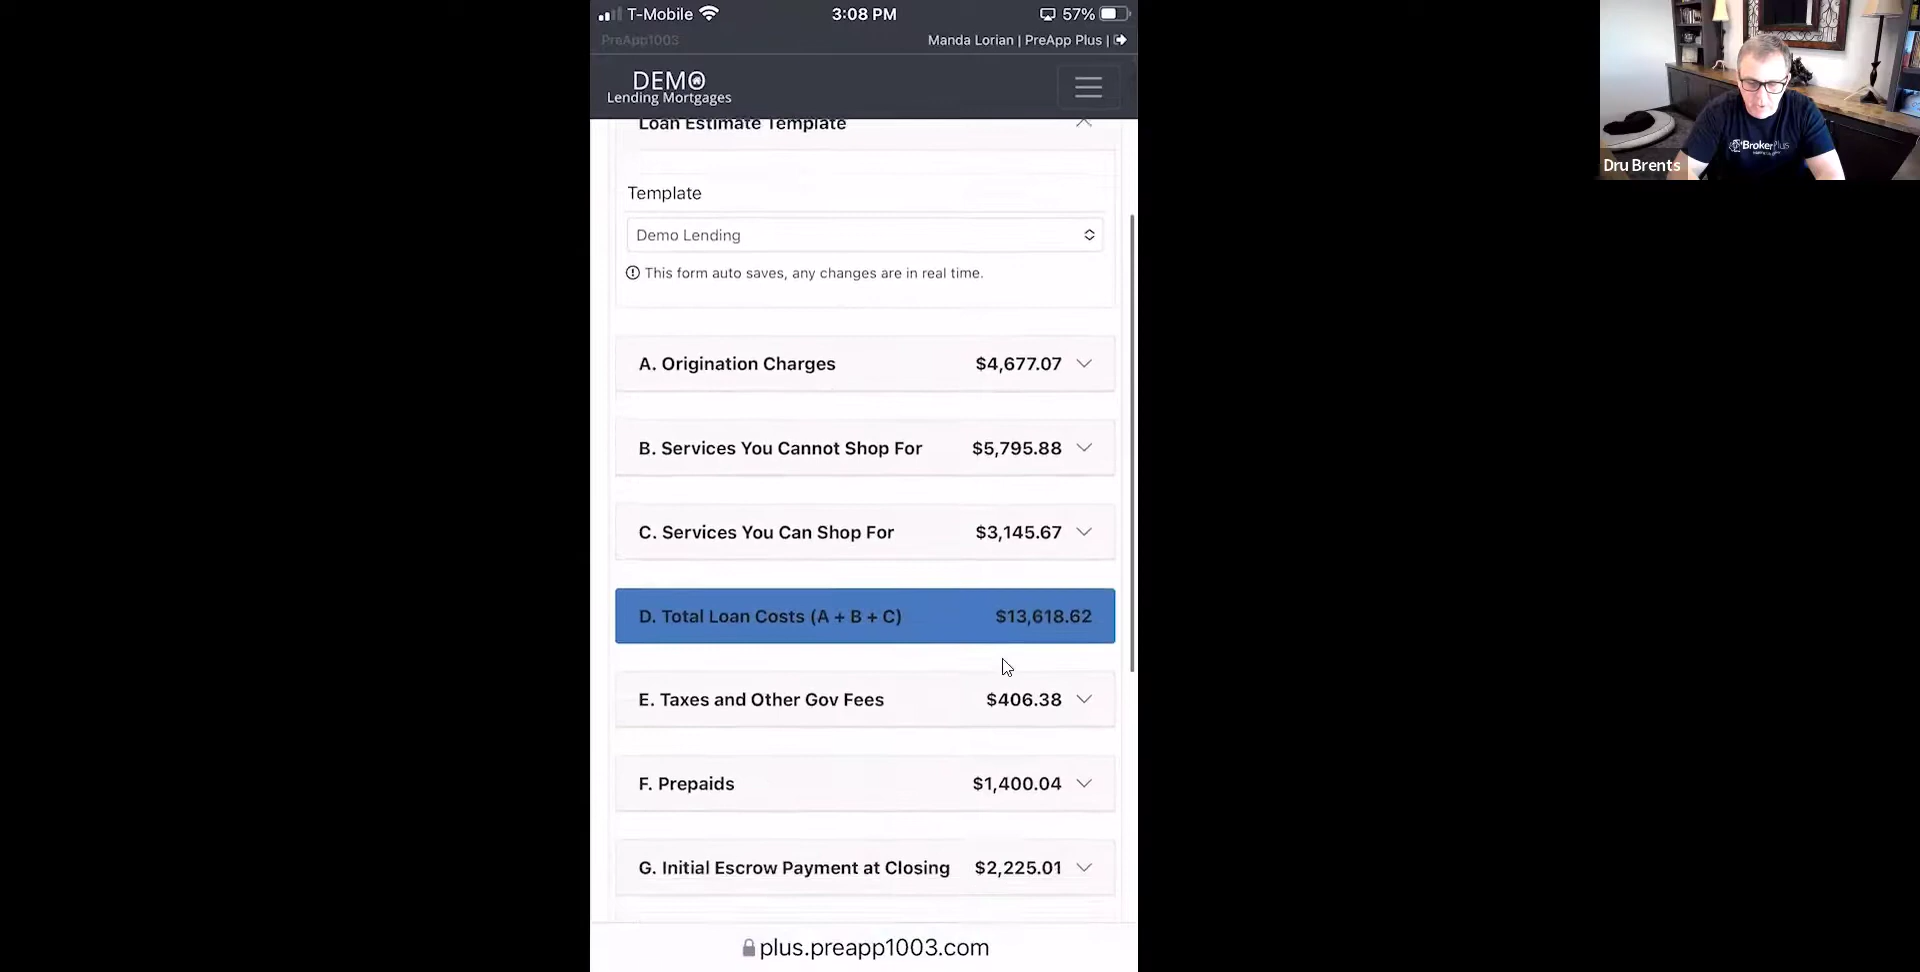 T-Mobile 3:08 PM 57%
PreApp1003 Manda Lorian | PreApp Plus |
DEMO
Lending Mortgages
Loan Estimate Template
Template
Demo Lending
This form auto saves, any changes are in real time.
A. Origination Charges $4,677.07
B. Services You Cannot Shop For $5,795.88
C. Services You Can Shop For $3,145.67
D. Total Loan Costs (A + B + C) $13,618.62
E. Taxes and Other Gov Fees $406.38
F. Prepaids $1,400.04
G. Initial Escrow Payment at Closing $2,225.01
plus.preapp1003.com
BrokerPlus
Dru Brents